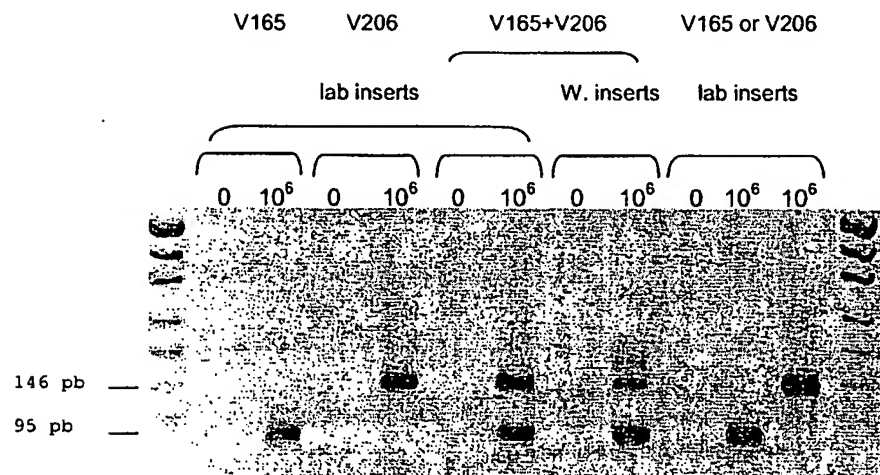 V165 V206 V165+V206 V165 or V206
lab inserts W. inserts lab inserts
0 10⁶ 0 10⁶ 0 10⁶ 0 10⁶ 0 10⁶ 10⁶
146 pb
95 pb